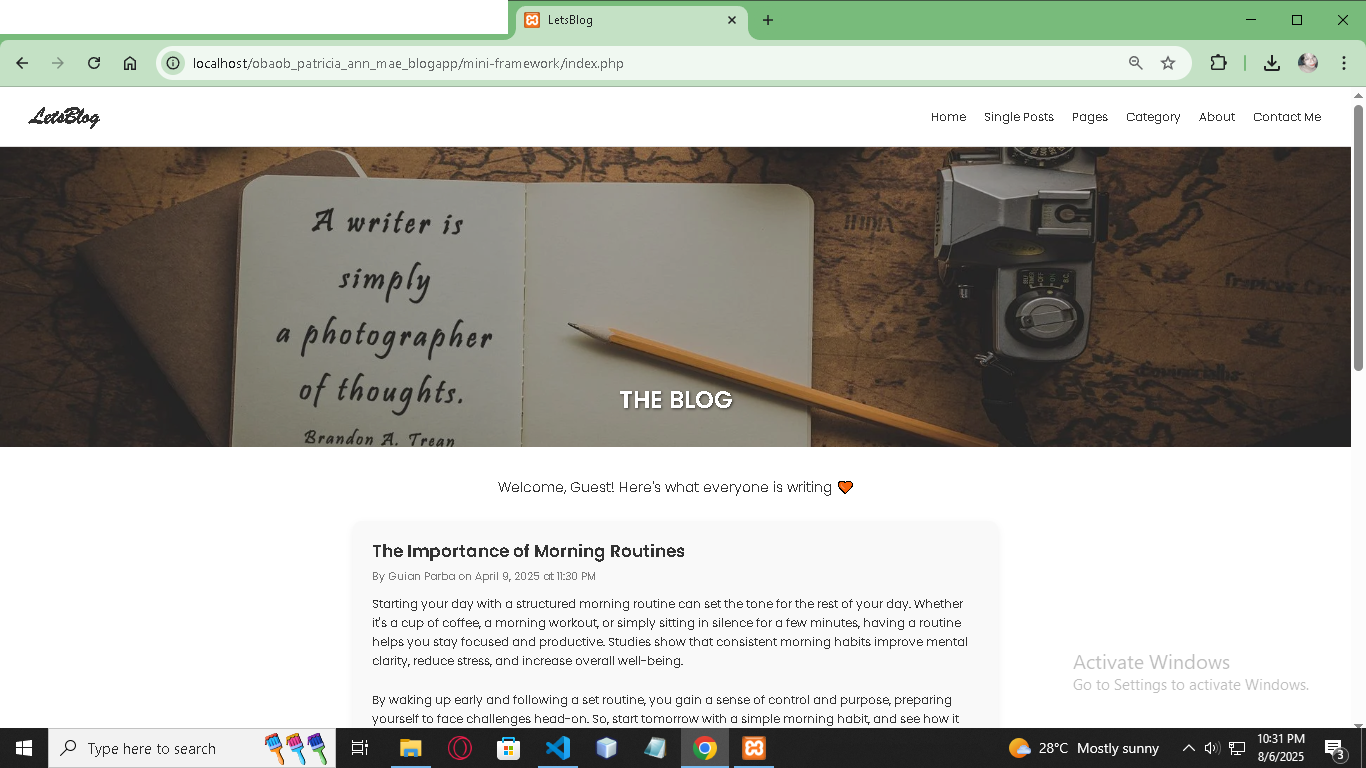 LetsBlog
localhost/obaob_patricia_ann_mae_blogapp/mini-framework/index.php
LetsBlog
Home Single Posts Pages Category About Contact Me
A writer is
simply
a photographer
of thoughts.
Brandon A. Trean
INDIA
THE BLOG
Welcome, Guest! Here's what everyone is writing 🧡
The Importance of Morning Routines
By Guian Parba on April 9, 2025 at 11:30 PM
Starting your day with a structured morning routine can set the tone for the rest of your day. Whether
it's a cup of coffee, a morning workout, or simply sitting in silence for a few minutes, having a routine
helps you stay focused and productive. Studies show that consistent morning habits improve mental
clarity, reduce stress, and increase overall well-being.
By waking up early and following a set routine, you gain a sense of control and purpose, preparing
yourself to face challenges head-on. So, start tomorrow with a simple morning habit, and see how it
Activate Windows
Go to Settings to activate Windows.
Type here to search
28°C Mostly sunny
10:31 PM
8/6/2025
3